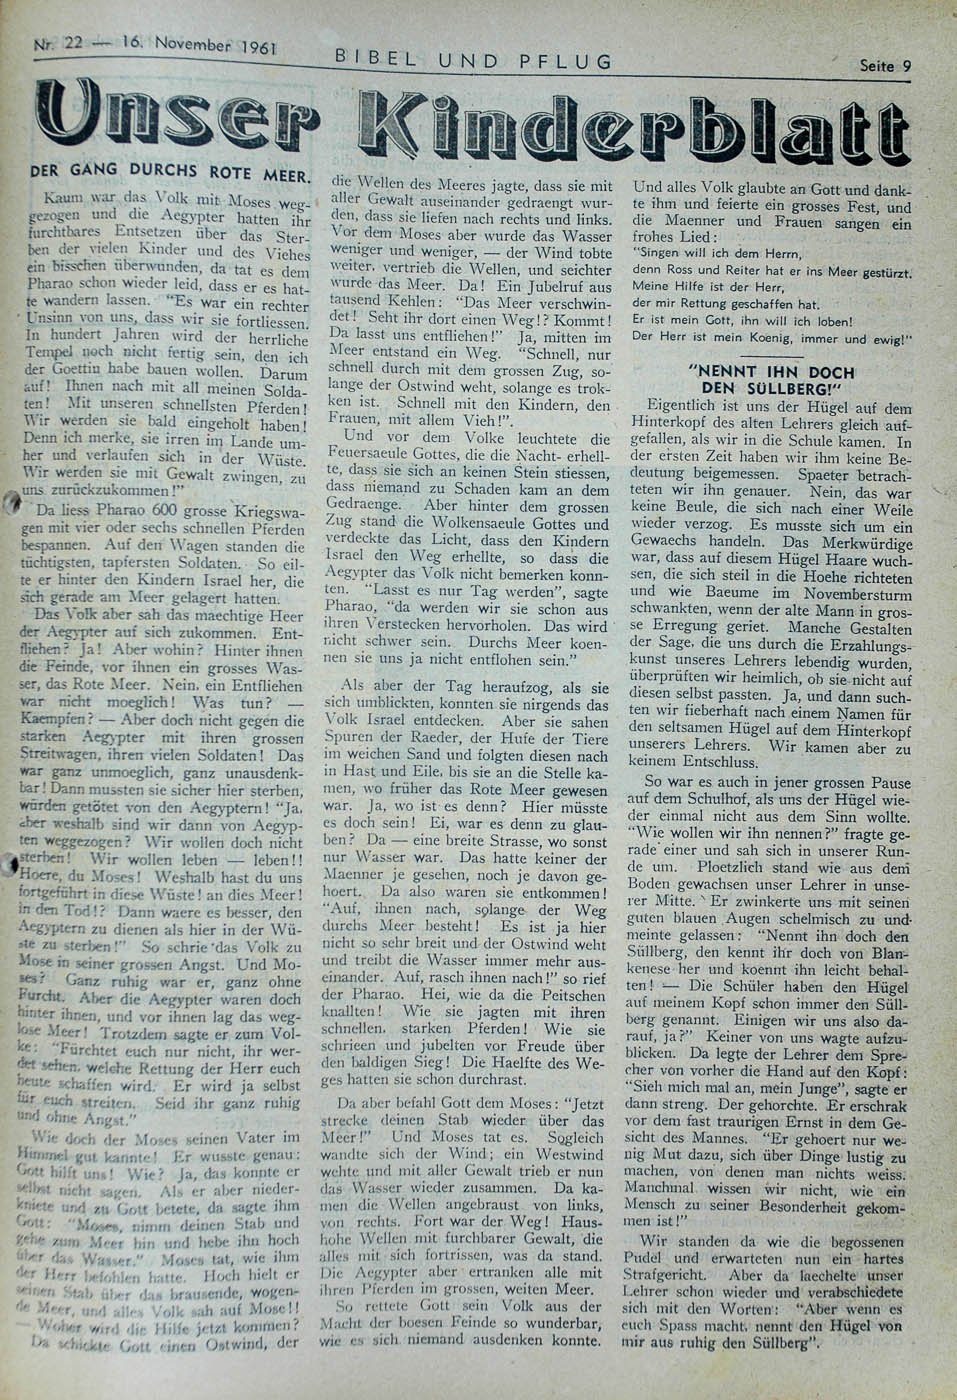 Nr. 22 — 16. November 1961
BIBEL UND PFLUG
Seite 9
Unser Kinderblatt
DER GANG DURCHS ROTE MEER.
Kaum war das Volk mit Moses weg-
gezogen und die Aegypter hatten ihr
furchtbares Entsetzen über das Ster-
ben der vielen Kinder und des Viehes
ein bisschen überwunden, da tat es dem
Pharao schon wieder leid, dass er es hat-
te wandern lassen. "Es war ein rechter
Unsinn von uns, dass wir sie fortliessen.
In hundert Jahren wird der herrliche
Tempel noch nicht fertig sein, den ich
der Goettin habe bauen wollen. Darum
auf! Ihnen nach mit all meinen Solda-
ten! Mit unseren schnellsten Pferden!
Wir werden sie bald eingeholt haben!
Denn ich merke, sie irren im Lande um-
her und verlaufen sich in der Wüste.
Wir werden sie mit Gewalt zwingen, zu
uns zurückzukommen!"
Da liess Pharao 600 grosse Kriegswa-
gen mit vier oder sechs schnellen Pferden
bespannen. Auf den Wagen standen die
tüchtigsten, tapfersten Soldaten. So eil-
te er hinter den Kindern Israel her, die
sich gerade am Meer gelagert hatten.
Das Volk aber sah das maechtige Heer
der Aegypter auf sich zukommen. Ent-
fliehen? Ja! Aber wohin? Hinter ihnen
die Feinde, vor ihnen ein grosses Was-
ser, das Rote Meer. Nein, ein Entfliehen
war nicht moeglich! Was tun? —
Kaempfen? — Aber doch nicht gegen die
starken Aegypter mit ihren grossen
Streitwagen, ihren vielen Soldaten! Das
war ganz unmoeglich, ganz unausdenk-
bar! Dann mussten sie sicher hier sterben,
würden getötet von den Aegyptern! "Ja,
aber weshalb sind wir dann von Aegyp-
ten weggezogen? Wir wollen doch nicht
sterben! Wir wollen leben — leben!!
Hoere, du Moses! Weshalb hast du uns
fortgeführt in diese Wüste! an dies Meer!
in den Tod!? Dann waere es besser, den
Aegyptern zu dienen als hier in der Wü-
ste zu sterben!" So schrie das Volk zu
Mose in seiner grossen Angst. Und Mo-
ses? Ganz ruhig war er, ganz ohne
Furcht. Aber die Aegypter waren doch
hinter ihnen, und vor ihnen lag das weg-
lose Meer! Trotzdem sagte er zum Vol-
ke: "Fürchtet euch nur nicht, ihr wer-
det sehen, welche Rettung der Herr euch
heute schaffen wird. Er wird ja selbst
für euch streiten. Seid ihr ganz ruhig
und ohne Angst."
Wie doch der Moses seinen Vater im
Himmel gut kannte! Er wusste genau:
Gott hilft uns! Wie? Ja, das konnte er
selbst nicht sagen. Als er aber nieder-
kniete und zu Gott betete, da sagte ihm
Gott: "Moses, nimm deinen Stab und
gehe zum Meer hin und hebe ihn hoch
über das Wasser." Moses tat, wie ihm
der Herr befohlen hatte. Hoch hielt er
seinen Stab über das brausende, wogen-
de Meer, und alles Volk sah auf Mose!!
— Woher wird die Hilfe jetzt kommen?
Da schickte Gott einen Ostwind, der
die Wellen des Meeres jagte, dass sie mit
aller Gewalt auseinander gedraengt wur-
den, dass sie liefen nach rechts und links.
Vor dem Moses aber wurde das Wasser
weniger und weniger, — der Wind tobte
weiter, vertrieb die Wellen, und seichter
wurde das Meer. Da! Ein Jubelruf aus
tausend Kehlen: "Das Meer verschwin-
det! Seht ihr dort einen Weg!? Kommt!
Da lasst uns entfliehen!" Ja, mitten im
Meer entstand ein Weg. "Schnell, nur
schnell durch mit dem grossen Zug, so-
lange der Ostwind weht, solange es trok-
ken ist. Schnell mit den Kindern, den
Frauen, mit allem Vieh!".
Und vor dem Volke leuchtete die
Feuersaeule Gottes, die die Nacht erhell-
te, dass sie sich an keinen Stein stiessen,
dass niemand zu Schaden kam an dem
Gedraenge. Aber hinter dem grossen
Zug stand die Wolkensaeule Gottes und
verdeckte das Licht, dass den Kindern
Israel den Weg erhellte, so dass die
Aegypter das Volk nicht bemerken konn-
ten. "Lasst es nur Tag werden", sagte
Pharao, "da werden wir sie schon aus
ihren Verstecken hervorholen. Das wird
nicht schwer sein. Durchs Meer koen-
nen sie uns ja nicht entflohen sein."
Als aber der Tag heraufzog, als sie
sich umblickten, konnten sie nirgends das
Volk Israel entdecken. Aber sie sahen
Spuren der Raeder, der Hufe der Tiere
im weichen Sand und folgten diesen nach
in Hast und Eile, bis sie an die Stelle ka-
men, wo früher das Rote Meer gewesen
war. Ja, wo ist es denn? Hier müsste
es doch sein! Ei, war es denn zu glau-
ben? Da — eine breite Strasse, wo sonst
nur Wasser war. Das hatte keiner der
Maenner je gesehen, noch je davon ge-
hoert. Da also waren sie entkommen!
"Auf, ihnen nach, solange der Weg
durchs Meer besteht! Es ist ja hier
nicht so sehr breit und der Ostwind weht
und treibt die Wasser immer mehr aus-
einander. Auf, rasch ihnen nach!" so rief
der Pharao. Hei, wie da die Peitschen
knallten! Wie sie jagten mit ihren
schnellen, starken Pferden! Wie sie
schrieen und jubelten vor Freude über
den baldigen Sieg! Die Haelfte des We-
ges hatten sie schon durchrast.
Da aber befahl Gott dem Moses: "Jetzt
strecke deinen Stab wieder über das
Meer!" Und Moses tat es. Sogleich
wandte sich der Wind; ein Westwind
wehte und mit aller Gewalt trieb er nun
das Wasser wieder zusammen. Da ka-
men die Wellen angebraust von links,
von rechts. Fort war der Weg! Haus-
hohe Wellen mit furchbarer Gewalt, die
alles mit sich fortrissen, was da stand.
Die Aegypter aber ertranken alle mit
ihren Pferden im grossen, weiten Meer.
So rettete Gott sein Volk aus der
Macht der boesen Feinde so wunderbar,
wie es sich niemand ausdenken konnte.
Und alles Volk glaubte an Gott und dank-
te ihm und feierte ein grosses Fest, und
die Maenner und Frauen sangen ein
frohes Lied:
"Singen will ich dem Herrn,
denn Ross und Reiter hat er ins Meer gestürzt.
Meine Hilfe ist der Herr,
der mir Rettung geschaffen hat.
Er ist mein Gott, ihn will ich loben!
Der Herr ist mein Koenig, immer und ewig!"
"NENNT IHN DOCH
DEN SÜLLBERG!"
Eigentlich ist uns der Hügel auf dem
Hinterkopf des alten Lehrers gleich auf-
gefallen, als wir in die Schule kamen. In
der ersten Zeit haben wir ihm keine Be-
deutung beigemessen. Spaeter betrach-
teten wir ihn genauer. Nein, das war
keine Beule, die sich nach einer Weile
wieder verzog. Es musste sich um ein
Gewaechs handeln. Das Merkwürdige
war, dass auf diesem Hügel Haare wuch-
sen, die sich steil in die Hoehe richteten
und wie Baeume im Novembersturm
schwankten, wenn der alte Mann in gros-
se Erregung geriet. Manche Gestalten
der Sage, die uns durch die Erzahlungs-
kunst unseres Lehrers lebendig wurden,
überprüften wir heimlich, ob sie nicht auf
diesen selbst passten. Ja, und dann such-
ten wir fieberhaft nach einem Namen für
den seltsamen Hügel auf dem Hinterkopf
unserers Lehrers. Wir kamen aber zu
keinem Entschluss.
So war es auch in jener grossen Pause
auf dem Schulhof, als uns der Hügel wie-
der einmal nicht aus dem Sinn wollte.
"Wie wollen wir ihn nennen?" fragte ge-
rade einer und sah sich in unserer Run-
de um. Ploetzlich stand wie aus dem
Boden gewachsen unser Lehrer in unse-
rer Mitte. Er zwinkerte uns mit seinen
guten blauen Augen schelmisch zu und
meinte gelassen: "Nennt ihn doch den
Süllberg, den kennt ihr doch von Blan-
kenese her und koennt ihn leicht behal-
ten! — Die Schüler haben den Hügel
auf meinem Kopf schon immer den Süll-
berg genannt. Einigen wir uns also da-
rauf, ja?" Keiner von uns wagte aufzu-
blicken. Da legte der Lehrer dem Spre-
cher von vorher die Hand auf den Kopf:
"Sieh mich mal an, mein Junge", sagte er
dann streng. Der gehorchte. Er erschrak
vor dem fast traurigen Ernst in dem Ge-
sicht des Mannes. "Er gehoert nur we-
nig Mut dazu, sich über Dinge lustig zu
machen, von denen man nichts weiss.
Manchmal wissen wir nicht, wie ein
Mensch zu seiner Besonderheit gekom-
men ist!"
Wir standen da wie die begossenen
Pudel und erwarteten nun ein hartes
Strafgericht. Aber da laechelte unser
Lehrer schon wieder und verabschiedete
sich mit den Worten: "Aber wenn es
euch Spass macht, nennt den Hügel von
mir aus ruhig den Süllberg".